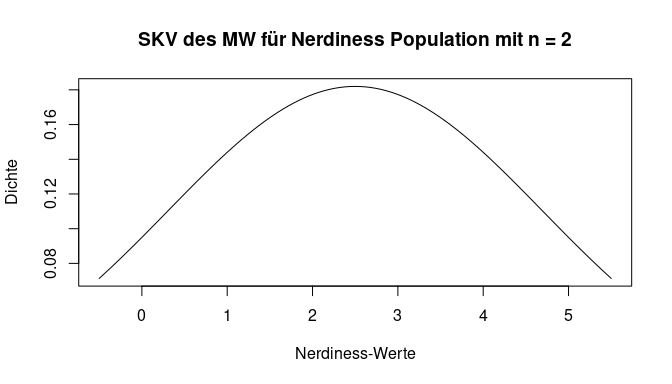 SKV des MW für Nerdiness Population mit n = 2
Dichte
0.16
0.12
0.08
0 1 2 3 4 5
Nerdiness-Werte